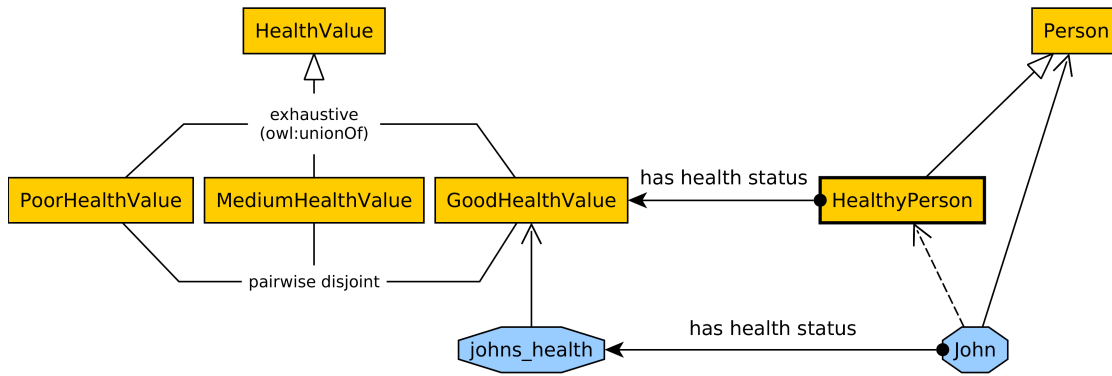 HealthValue
Person
exhaustive
(owl:unionOf)
has health status
PoorHealthValue
MediumHealthValue
GoodHealthValue
HealthyPerson
pairwise disjoint
has health status
johns_health
John